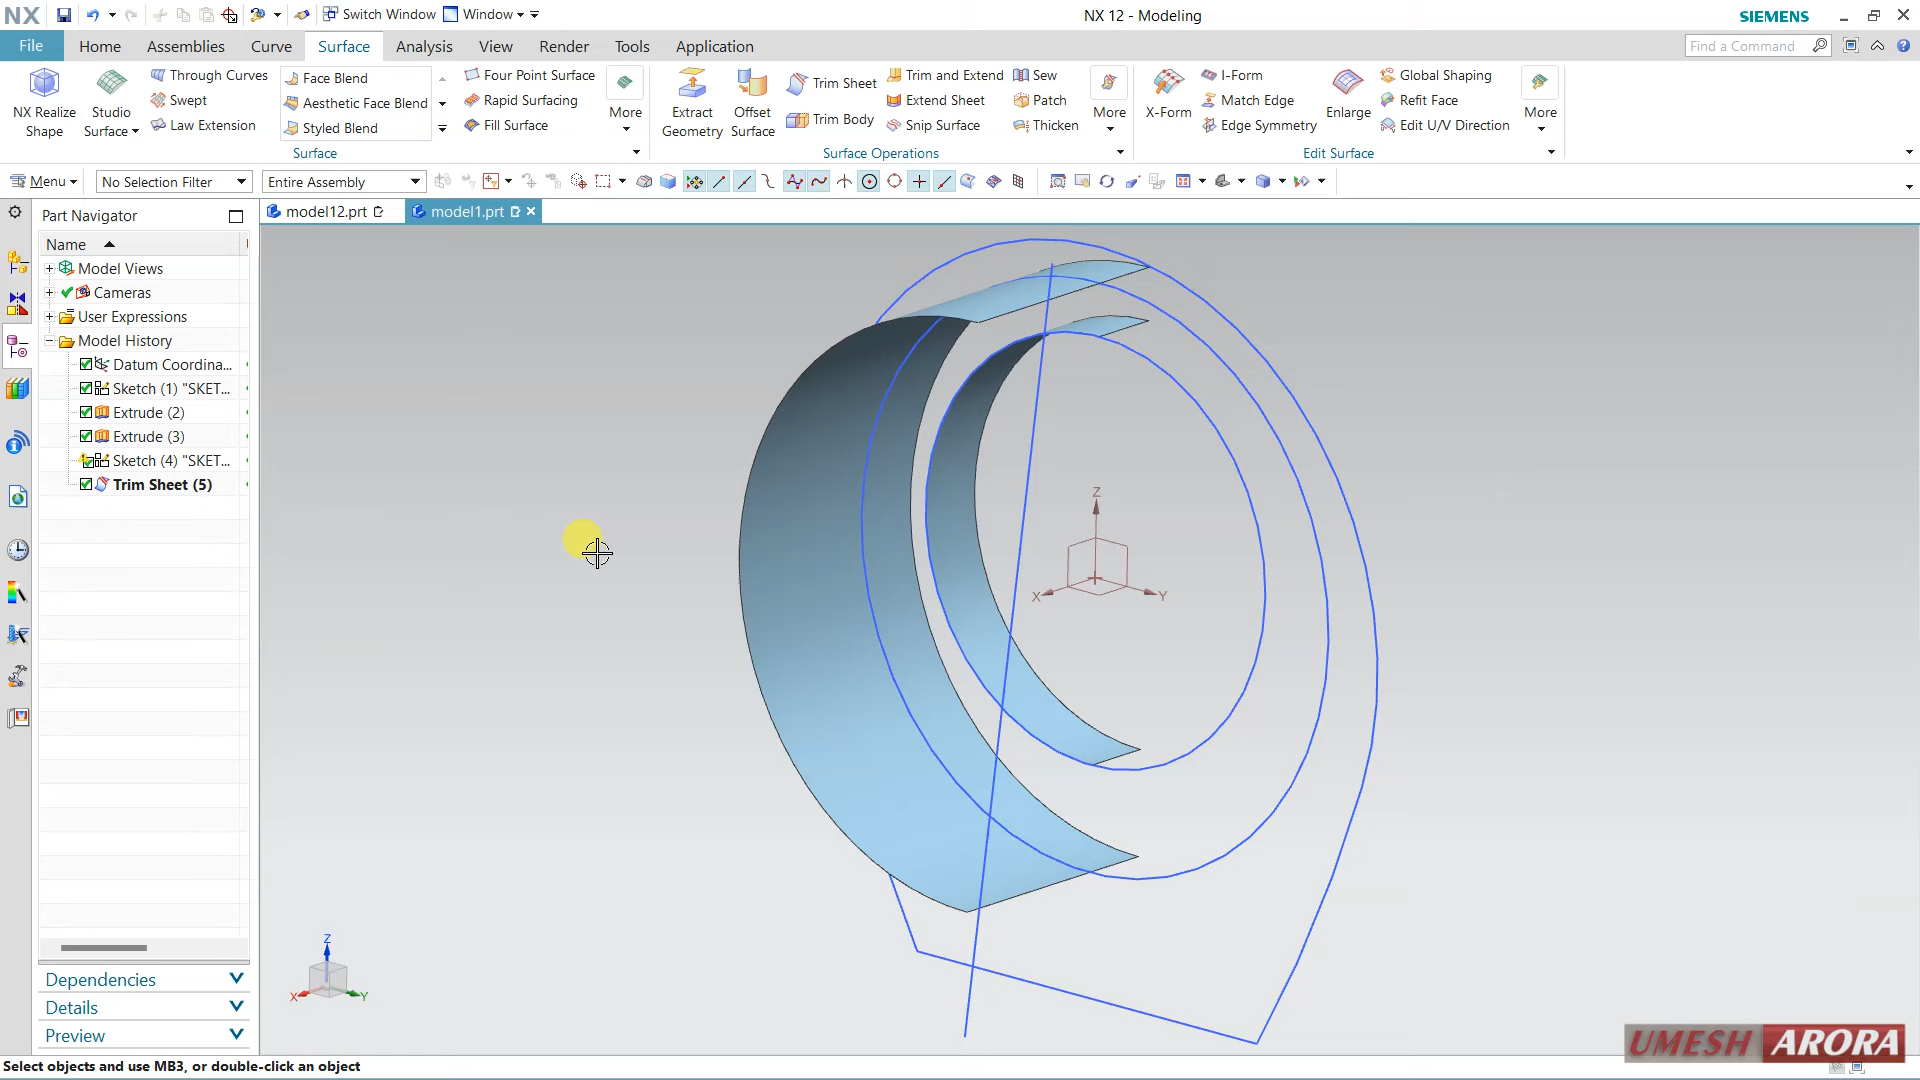 NX
Switch Window
Window
NX 12 - Modeling
SIEMENS
File
Home
Assemblies
Curve
Surface
Analysis
View
Render
Tools
Application
Find a Command
NX Realize Shape
Studio Surface
Through Curves
Swept
Law Extension
Face Blend
Aesthetic Face Blend
Styled Blend
Four Point Surface
Rapid Surfacing
Fill Surface
More
Surface
Extract Geometry
Offset Surface
Trim Sheet
Trim Body
Trim and Extend
Extend Sheet
Snip Surface
Sew
Patch
Thicken
More
Surface Operations
X-Form
I-Form
Match Edge
Edge Symmetry
Enlarge
Global Shaping
Refit Face
Edit U/V Direction
More
Edit Surface
Menu
No Selection Filter
Entire Assembly
Part Navigator
model12.prt
model1.prt
Name
Model Views
Cameras
User Expressions
Model History
Datum Coordina...
Sketch (1) "SKET...
Extrude (2)
Extrude (3)
Sketch (4) "SKET...
Trim Sheet (5)
Z
X
Y
Z
X
Y
Dependencies
Details
Preview
UMESH ARORA
Select objects and use MB3, or double-click an object